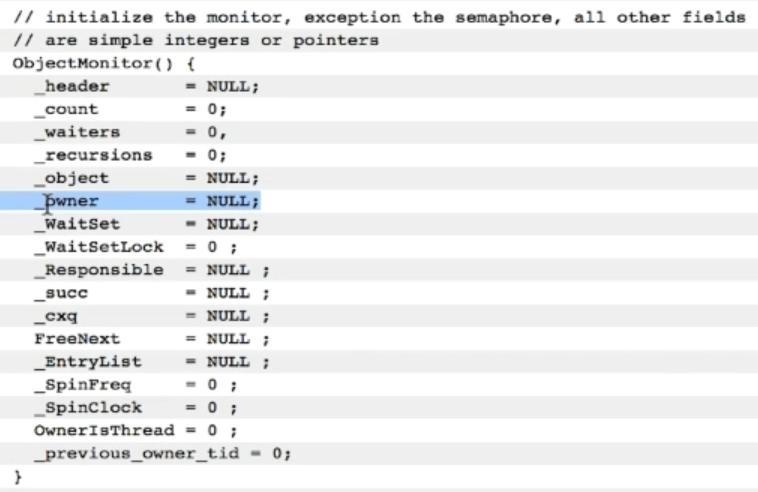 // initialize the monitor, exception the semaphore, all other fields
// are simple integers or pointers
ObjectMonitor() {
_header = NULL;
_count = 0;
_waiters = 0,
_recursions = 0;
_object = NULL;
_owner = NULL;
_WaitSet = NULL;
_WaitSetLock = 0 ;
_Responsible = NULL ;
_succ = NULL ;
_cxq = NULL ;
FreeNext = NULL ;
_EntryList = NULL ;
_SpinFreq = 0 ;
_SpinClock = 0 ;
OwnerIsThread = 0 ;
_previous_owner_tid = 0;
}